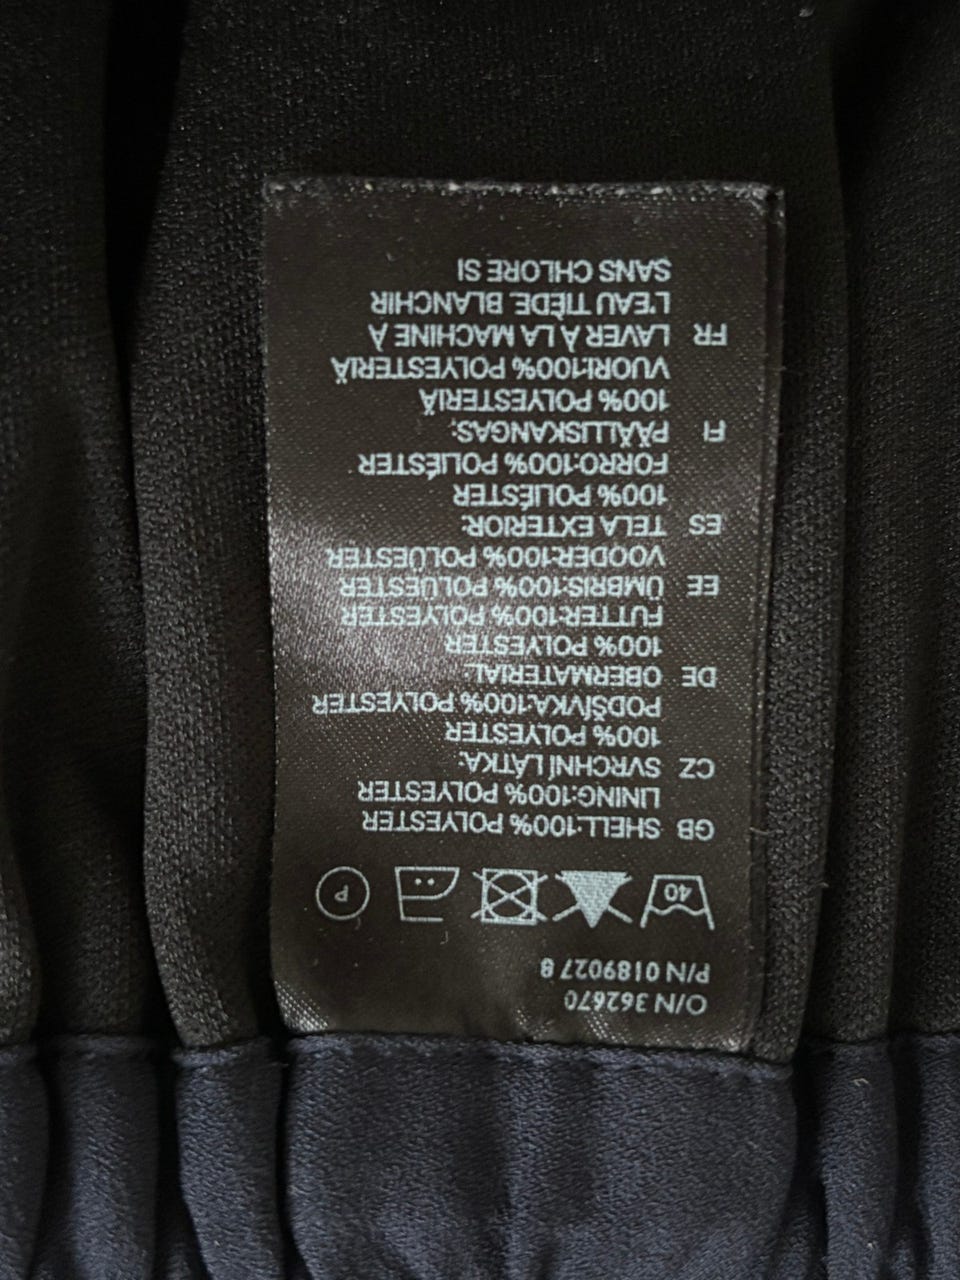 O/N 362670
P/N 0189027 8
40
P
GB SHELL:100% POLYESTER
LINING:100% POLYESTER
CZ SVRCHNÍ LÁTKA:
100% POLYESTER
PODŠÍVKA:100% POLYESTER
DE OBERMATERIAL:
100% POLYESTER
FUTTER:100% POLYESTER
EE ÜMBRIS:100% POLÜESTER
VOODER:100% POLÜESTER
ES TELA EXTERIOR:
100% POLIÉSTER
FORRO:100% POLIÉSTER
FI PÄÄLLISKANGAS:
100% POLYESTERIÄ
VUORI:100% POLYESTERIÄ
FR LAVER À LA MACHINE À
L'EAU TIÈDE. BLANCHIR
SANS CHLORE SI